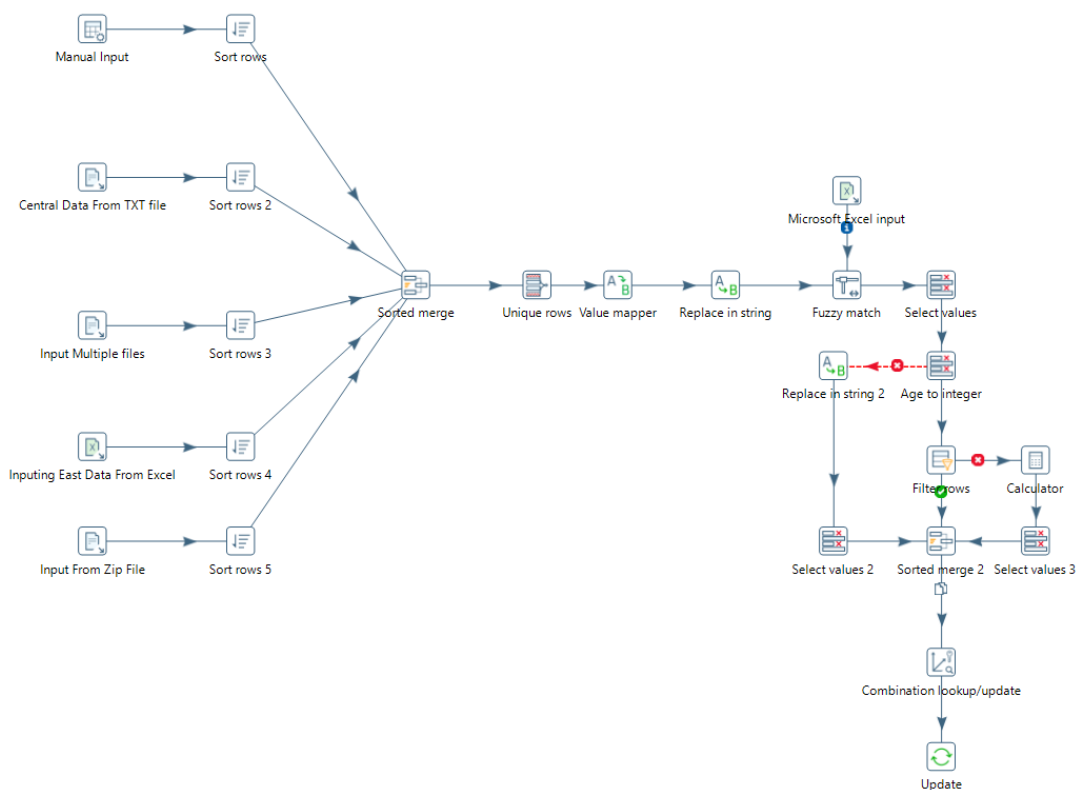 Manual Input
Sort rows
Central Data From TXT file
Sort rows 2
Microsoft Excel input
Sorted merge
Unique rows
Value mapper
Replace in string
Fuzzy match
Select values
Input Multiple files
Sort rows 3
Replace in string 2
Age to integer
Inputing East Data From Excel
Sort rows 4
Filter rows
Calculator
Input From Zip File
Sort rows 5
Select values 2
Sorted merge 2
Select values 3
Combination lookup/update
Update